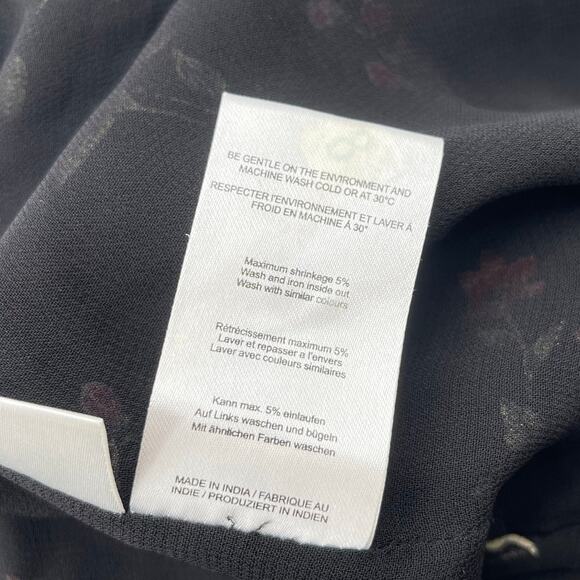 BE GENTLE ON THE ENVIRONMENT AND
MACHINE WASH COLD OR AT 30°C
RESPECTER l'ENVIRONNEMENT ET LAVER À
FROID EN MACHINE À 30°
Maximum shrinkage 5%
Wash and iron inside out
Wash with similar colours
Rétrécissement maximum 5%
Laver et repasser a l'envers
Laver avec couleurs similaires
Kann max. 5% einlaufen
Auf Links waschen und bügeln
Mit ähnlichen Farben waschen
MADE IN INDIA / FABRIQUE AU
INDIE / PRODUZIERT IN INDIEN